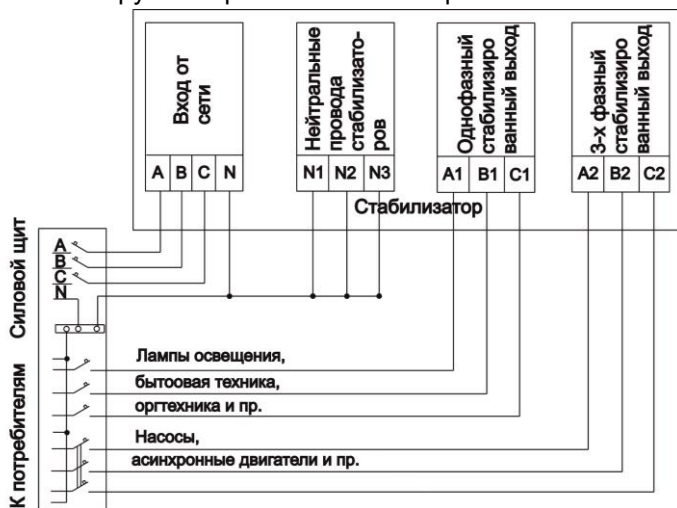 Вход от
сети
Нейтральные
провода
стабилизато-
ров
Однофазный
стабилизиро
ванный выход
3-х фазный
стабилизиро
ванный выход
A B C N
N1 N2 N3
A1 B1 C1
A2 B2 C2
Стабилизатор
Силовой щит
A
B
C
N
К потребителям
Лампы освещения,
бытоовая техника,
оргтехника и пр.
Насосы,
асинхронные двигатели и пр.